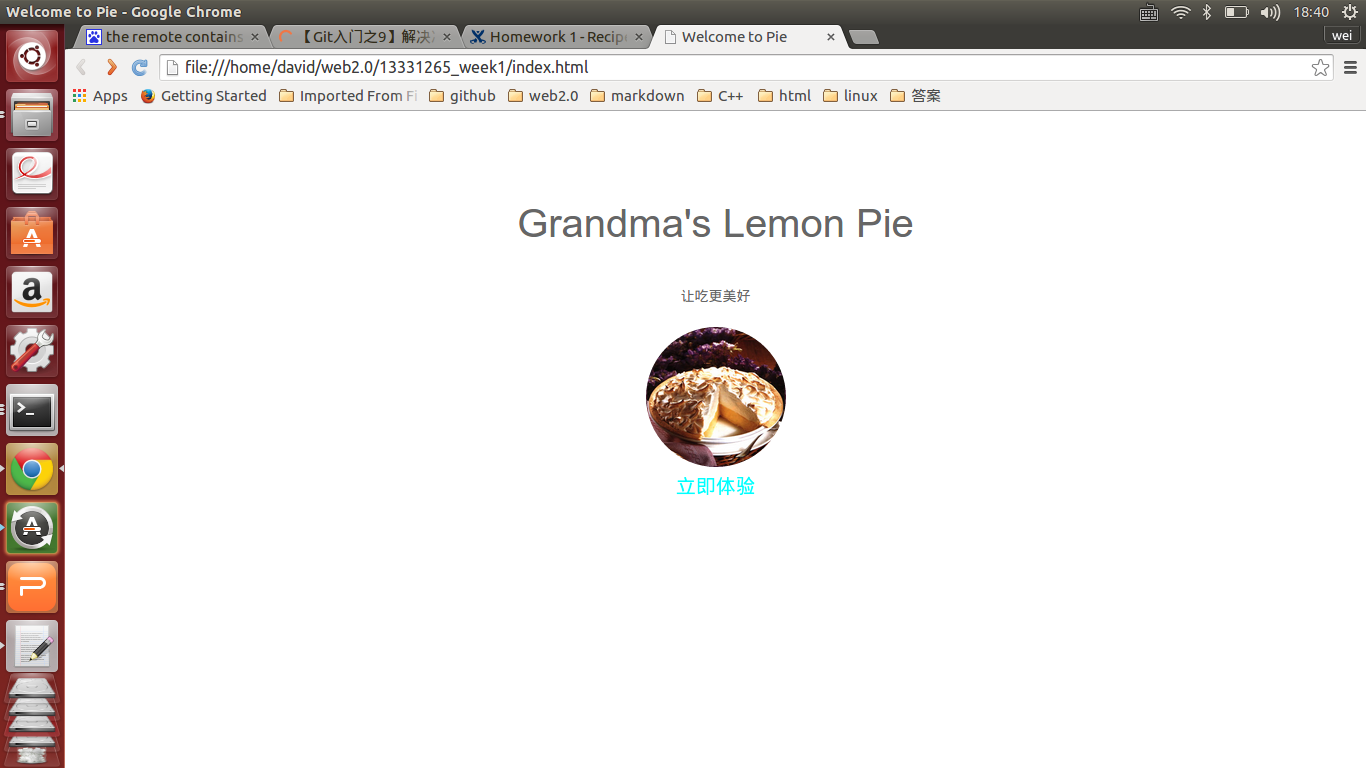 Welcome to Pie - Google Chrome
18:40
the remote contains
【Git入门之9】解决
Homework 1 - Recipe
Welcome to Pie
wei
file:///home/david/web2.0/13331265_week1/index.html
Apps
Getting Started
Imported From Fi
github
web2.0
markdown
C++
html
linux
答案
Grandma's Lemon Pie
让吃更美好
立即体验